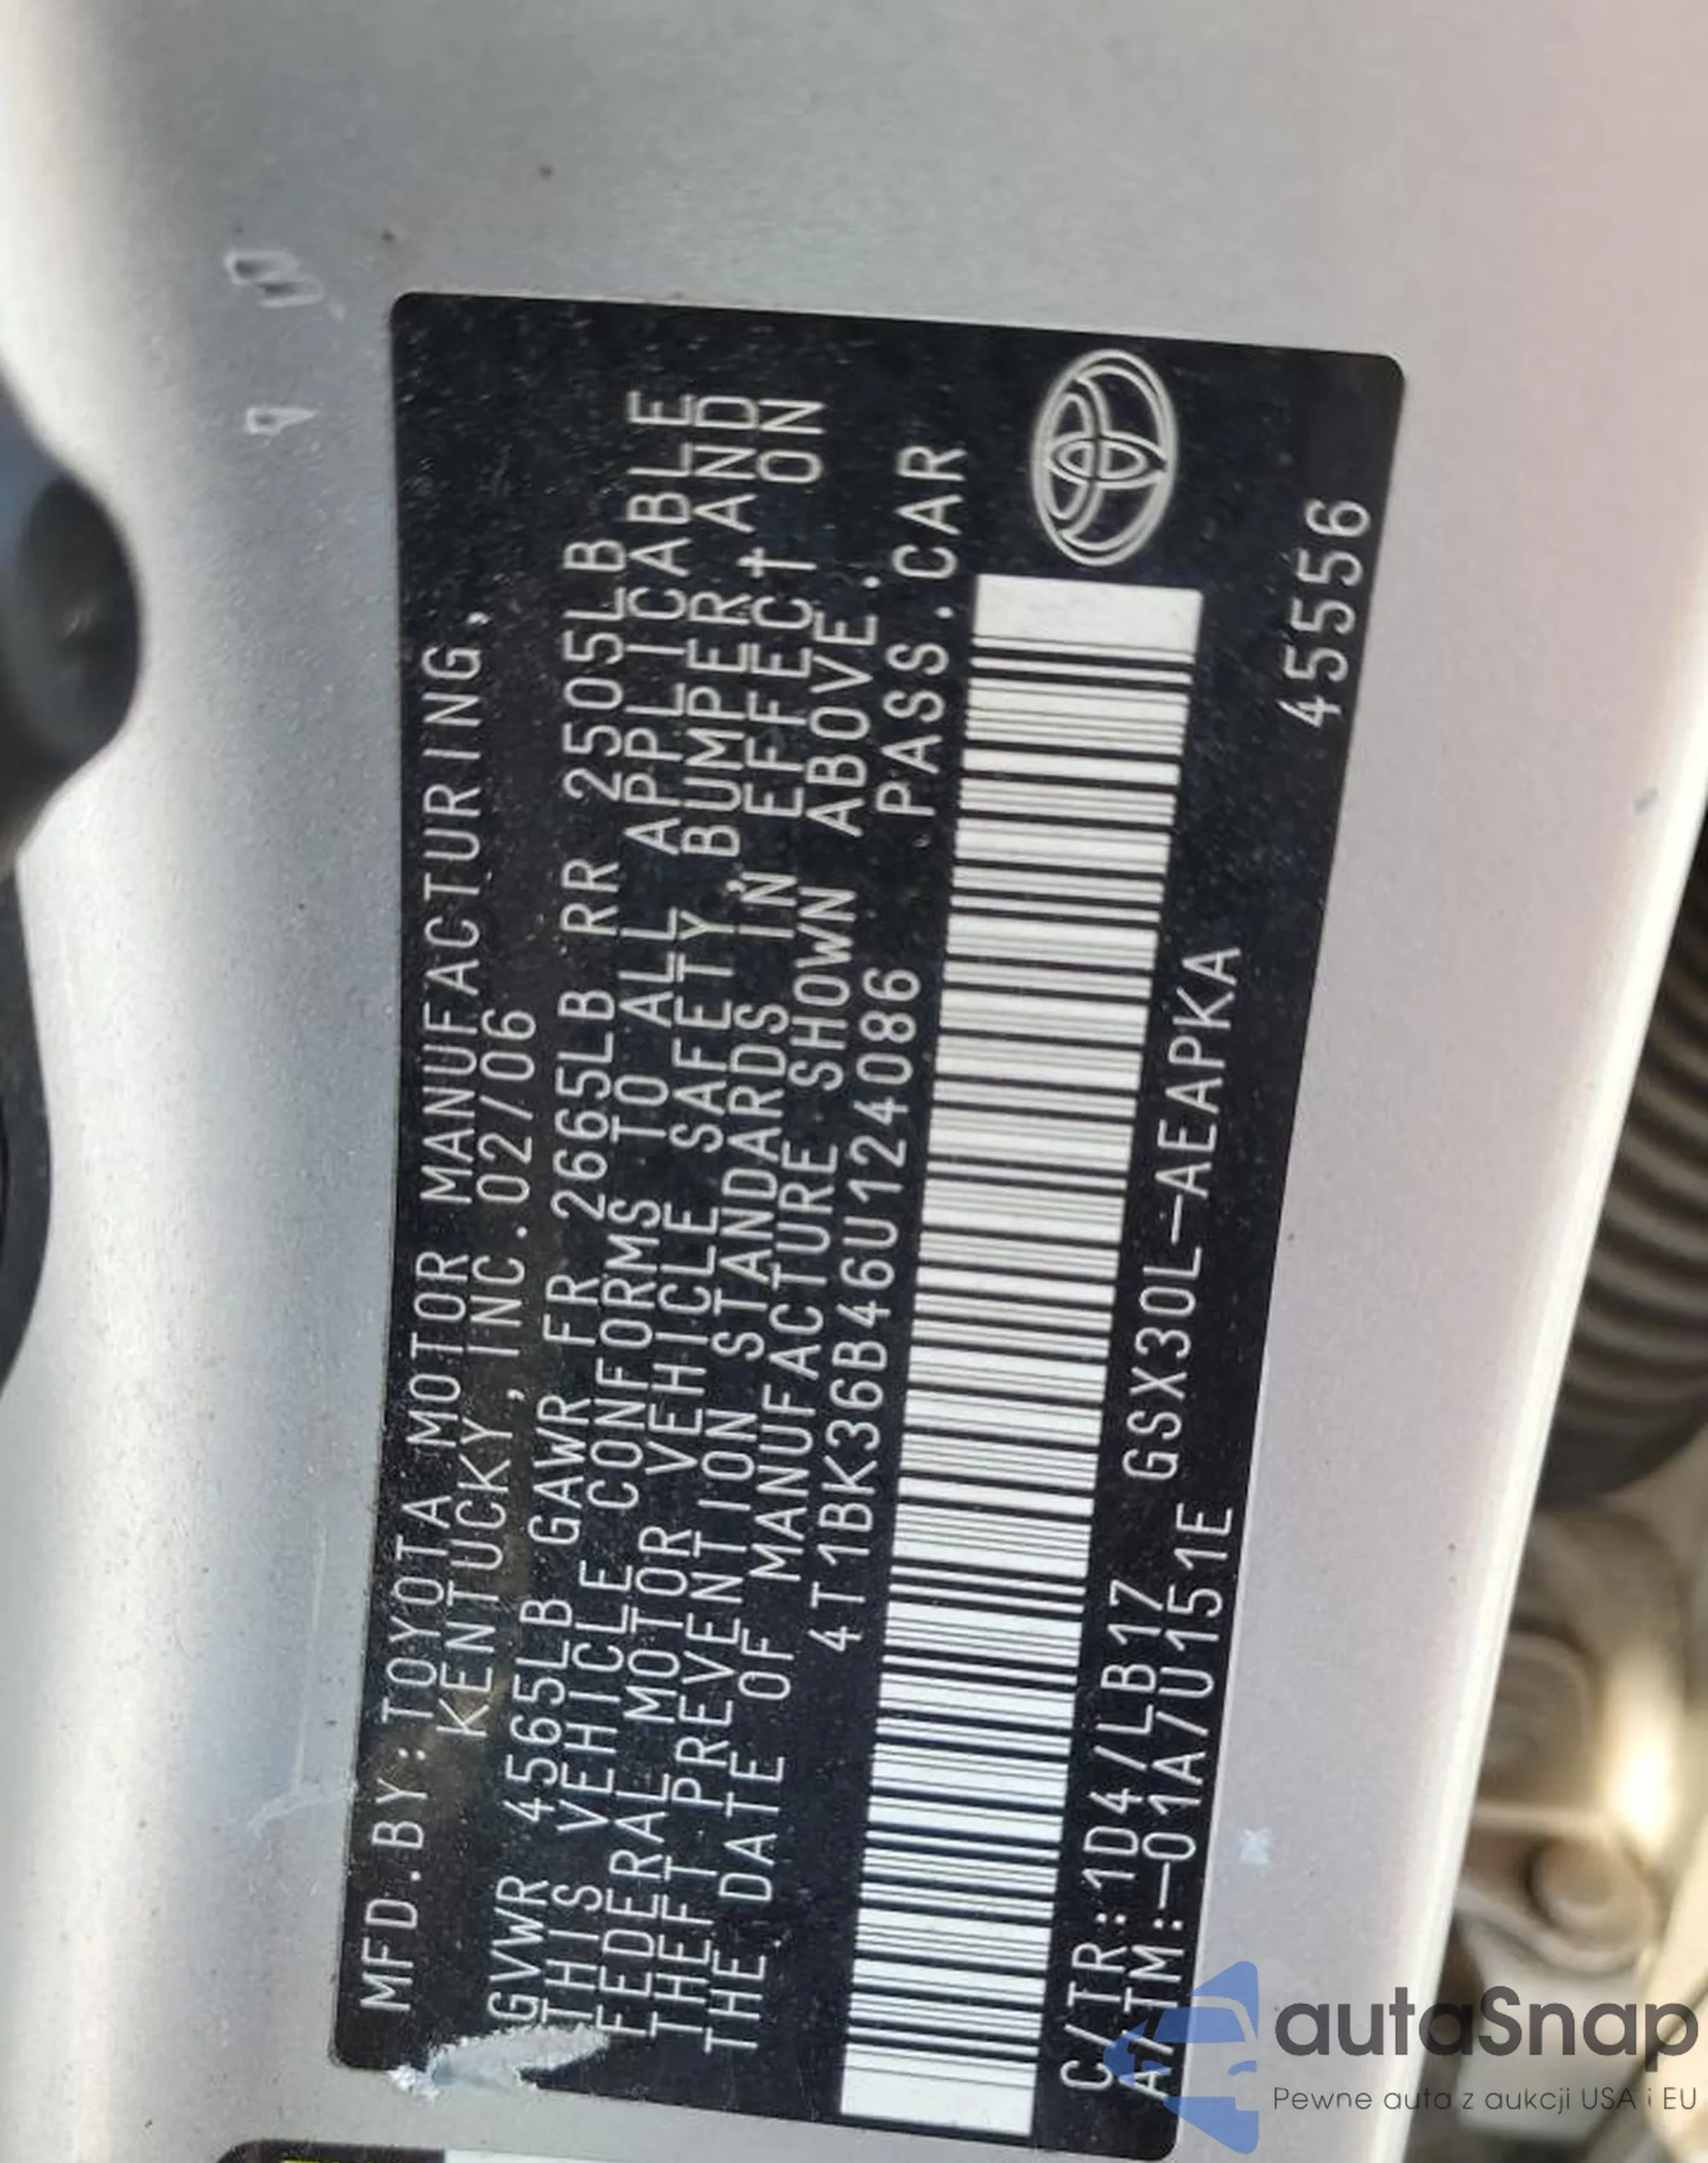 MFD.BY:TOYOTA MOTOR MANUFACTURING,
KENTUCKY,INC.02/06
GVWR 4565LB GAWR FR 2665LB RR 2505LB
THIS VEHICLE CONFORMS TO ALL APPLICABLE
FEDERAL MOTOR VEHICLE SAFETY, BUMPER, AND
THEFT PREVENTION STANDARDS IN EFFECT ON
THE DATE OF MANUFACTURE SHOWN ABOVE.
4T1BK36B46U124086 PASS.CAR
C/TR:1D4/LB17 GSX30L-AEAPKA
A/TM:-01A/U151E 45556
autaSnap
Pewne auta z aukcji USA i EU